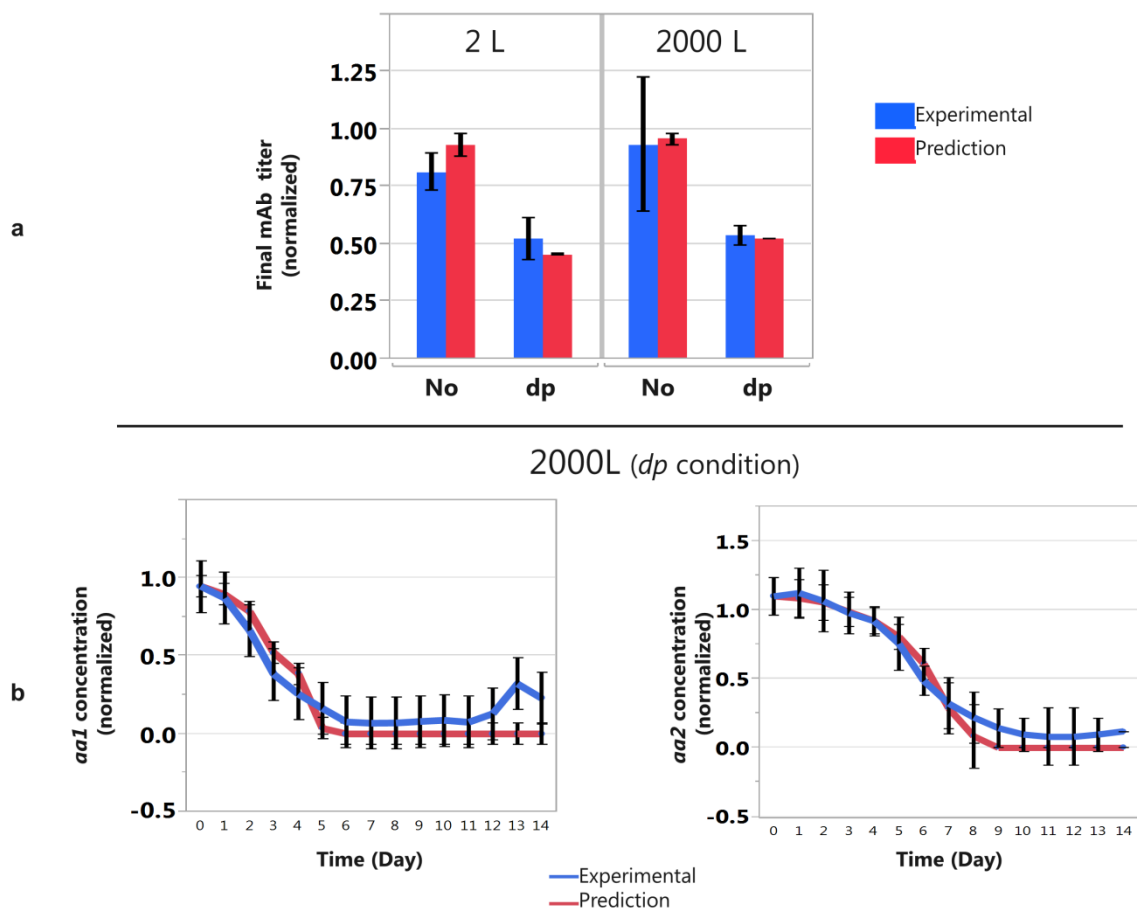 2 L 2000 L
1.25
1.00
0.75
0.50
0.25
0.00
Final mAb titer
(normalized)
No dp No dp
Experimental
Prediction
a
2000L (dp condition)
b
1.0
0.5
0.0
-0.5
aa1 concentration
(normalized)
0 1 2 3 4 5 6 7 8 9 10 11 12 13 14
Time (Day)
1.5
1.0
0.5
0.0
-0.5
aa2 concentration
(normalized)
0 1 2 3 4 5 6 7 8 9 10 11 12 13 14
Time (Day)
Experimental
Prediction